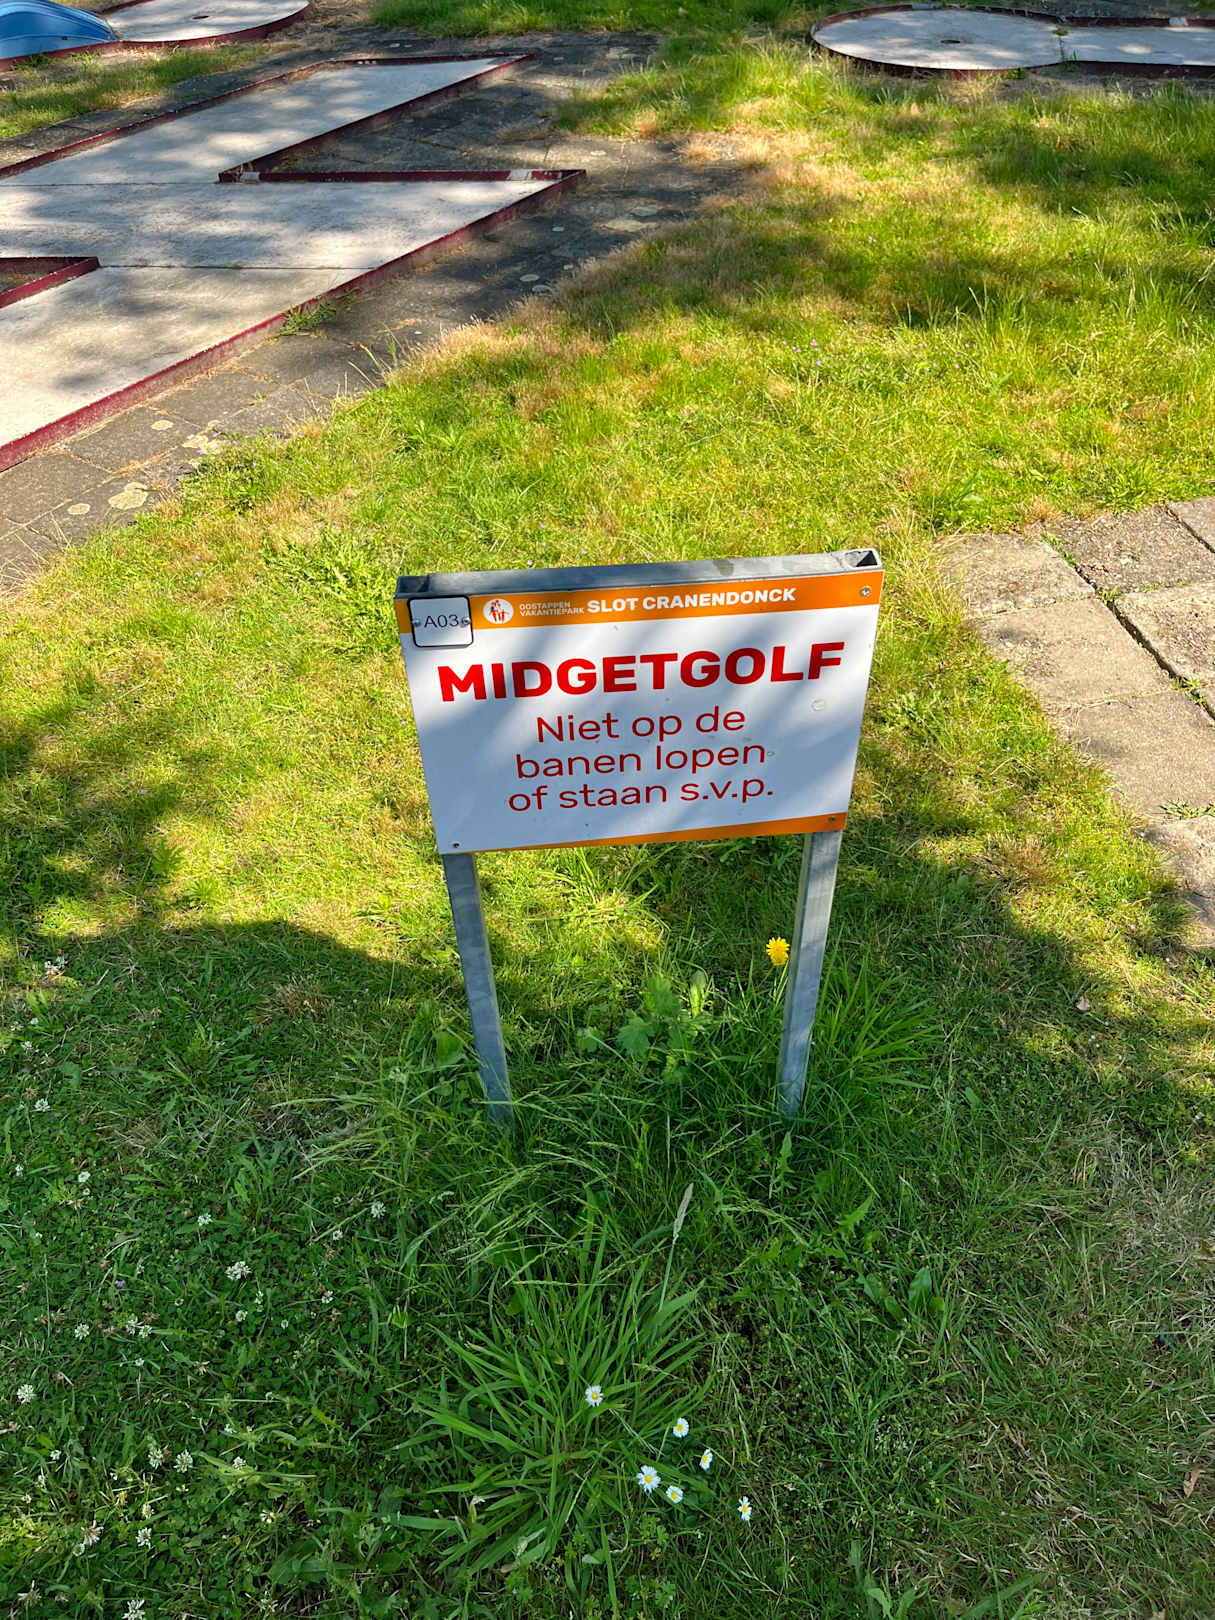 A03
OOSTAPPEN
VAKANTIEPARK
SLOT CRANENDONCK
MIDGETGOLF
Niet op de
banen lopen
of staan s.v.p.